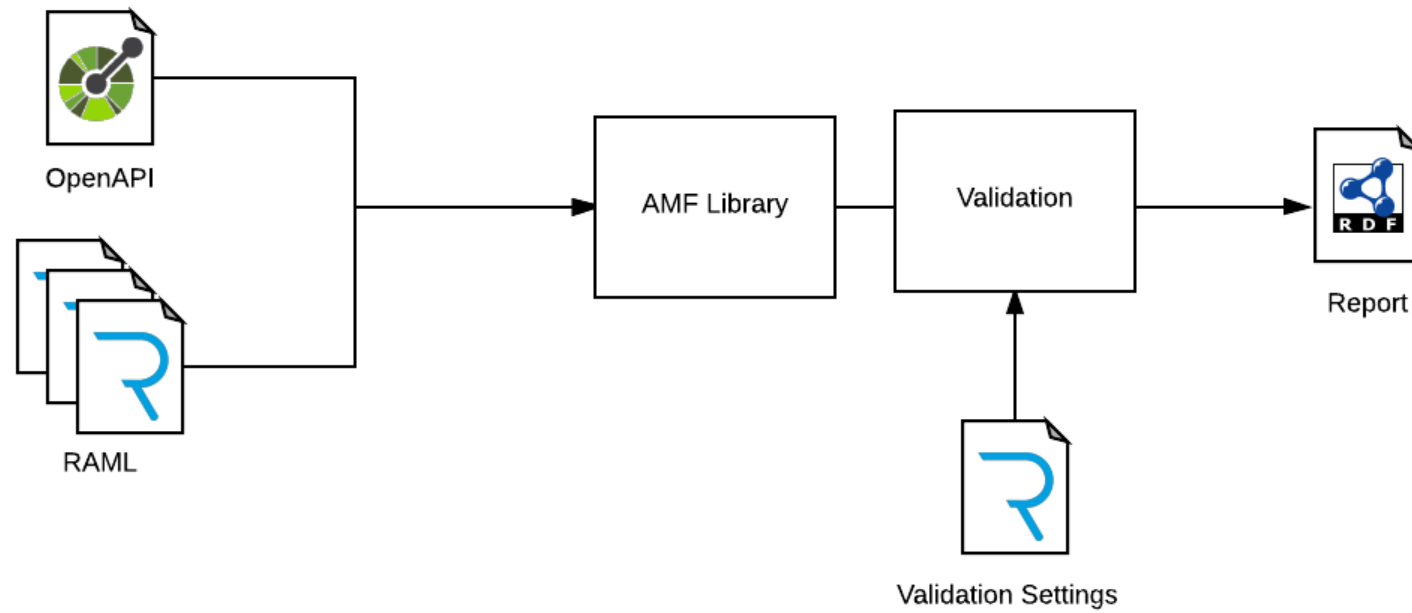 OpenAPI
AMF Library
Validation
RDF
Report
RAML
Validation Settings